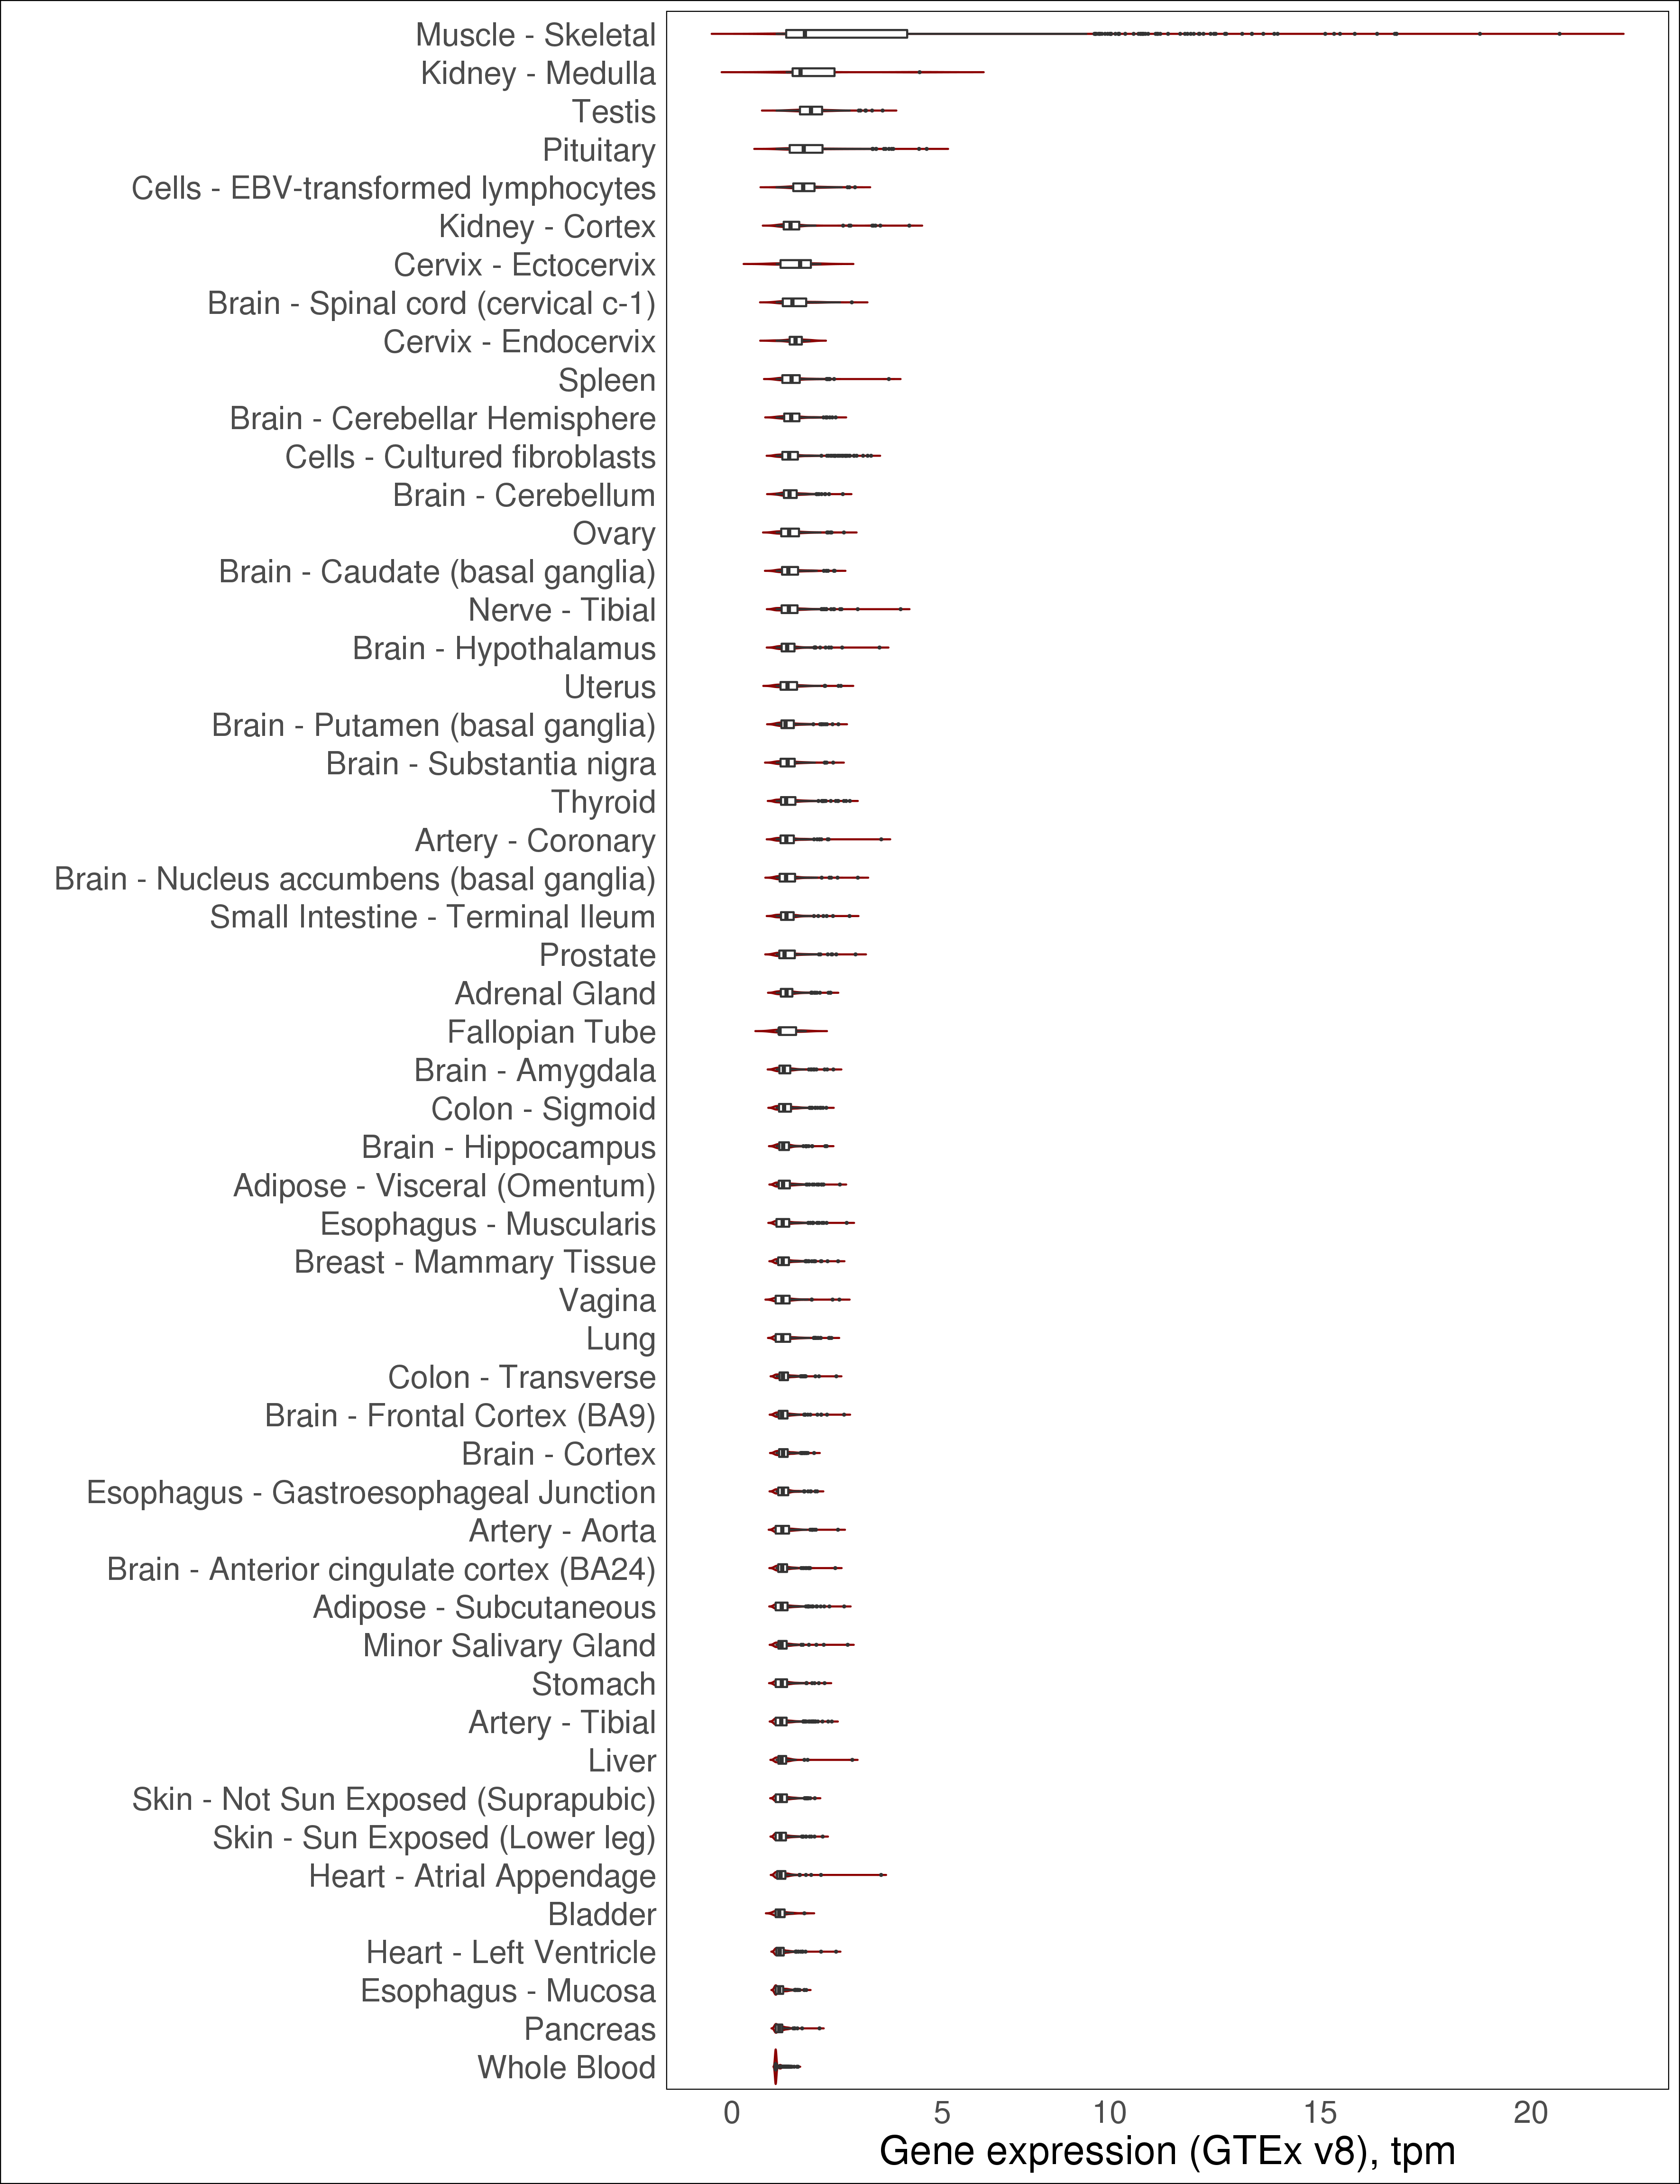 Muscle - Skeletal
Kidney - Medulla
Testis
Pituitary
Cells - EBV-transformed lymphocytes
Kidney - Cortex
Cervix - Ectocervix
Brain - Spinal cord (cervical c-1)
Cervix - Endocervix
Spleen
Brain - Cerebellar Hemisphere
Cells - Cultured fibroblasts
Brain - Cerebellum
Ovary
Brain - Caudate (basal ganglia)
Nerve - Tibial
Brain - Hypothalamus
Uterus
Brain - Putamen (basal ganglia)
Brain - Substantia nigra
Thyroid
Artery - Coronary
Brain - Nucleus accumbens (basal ganglia)
Small Intestine - Terminal Ileum
Prostate
Adrenal Gland
Fallopian Tube
Brain - Amygdala
Colon - Sigmoid
Brain - Hippocampus
Adipose - Visceral (Omentum)
Esophagus - Muscularis
Breast - Mammary Tissue
Vagina
Lung
Colon - Transverse
Brain - Frontal Cortex (BA9)
Brain - Cortex
Esophagus - Gastroesophageal Junction
Artery - Aorta
Brain - Anterior cingulate cortex (BA24)
Adipose - Subcutaneous
Minor Salivary Gland
Stomach
Artery - Tibial
Liver
Skin - Not Sun Exposed (Suprapubic)
Skin - Sun Exposed (Lower leg)
Heart - Atrial Appendage
Bladder
Heart - Left Ventricle
Esophagus - Mucosa
Pancreas
Whole Blood
0 5 10 15 20
Gene expression (GTEx v8), tpm